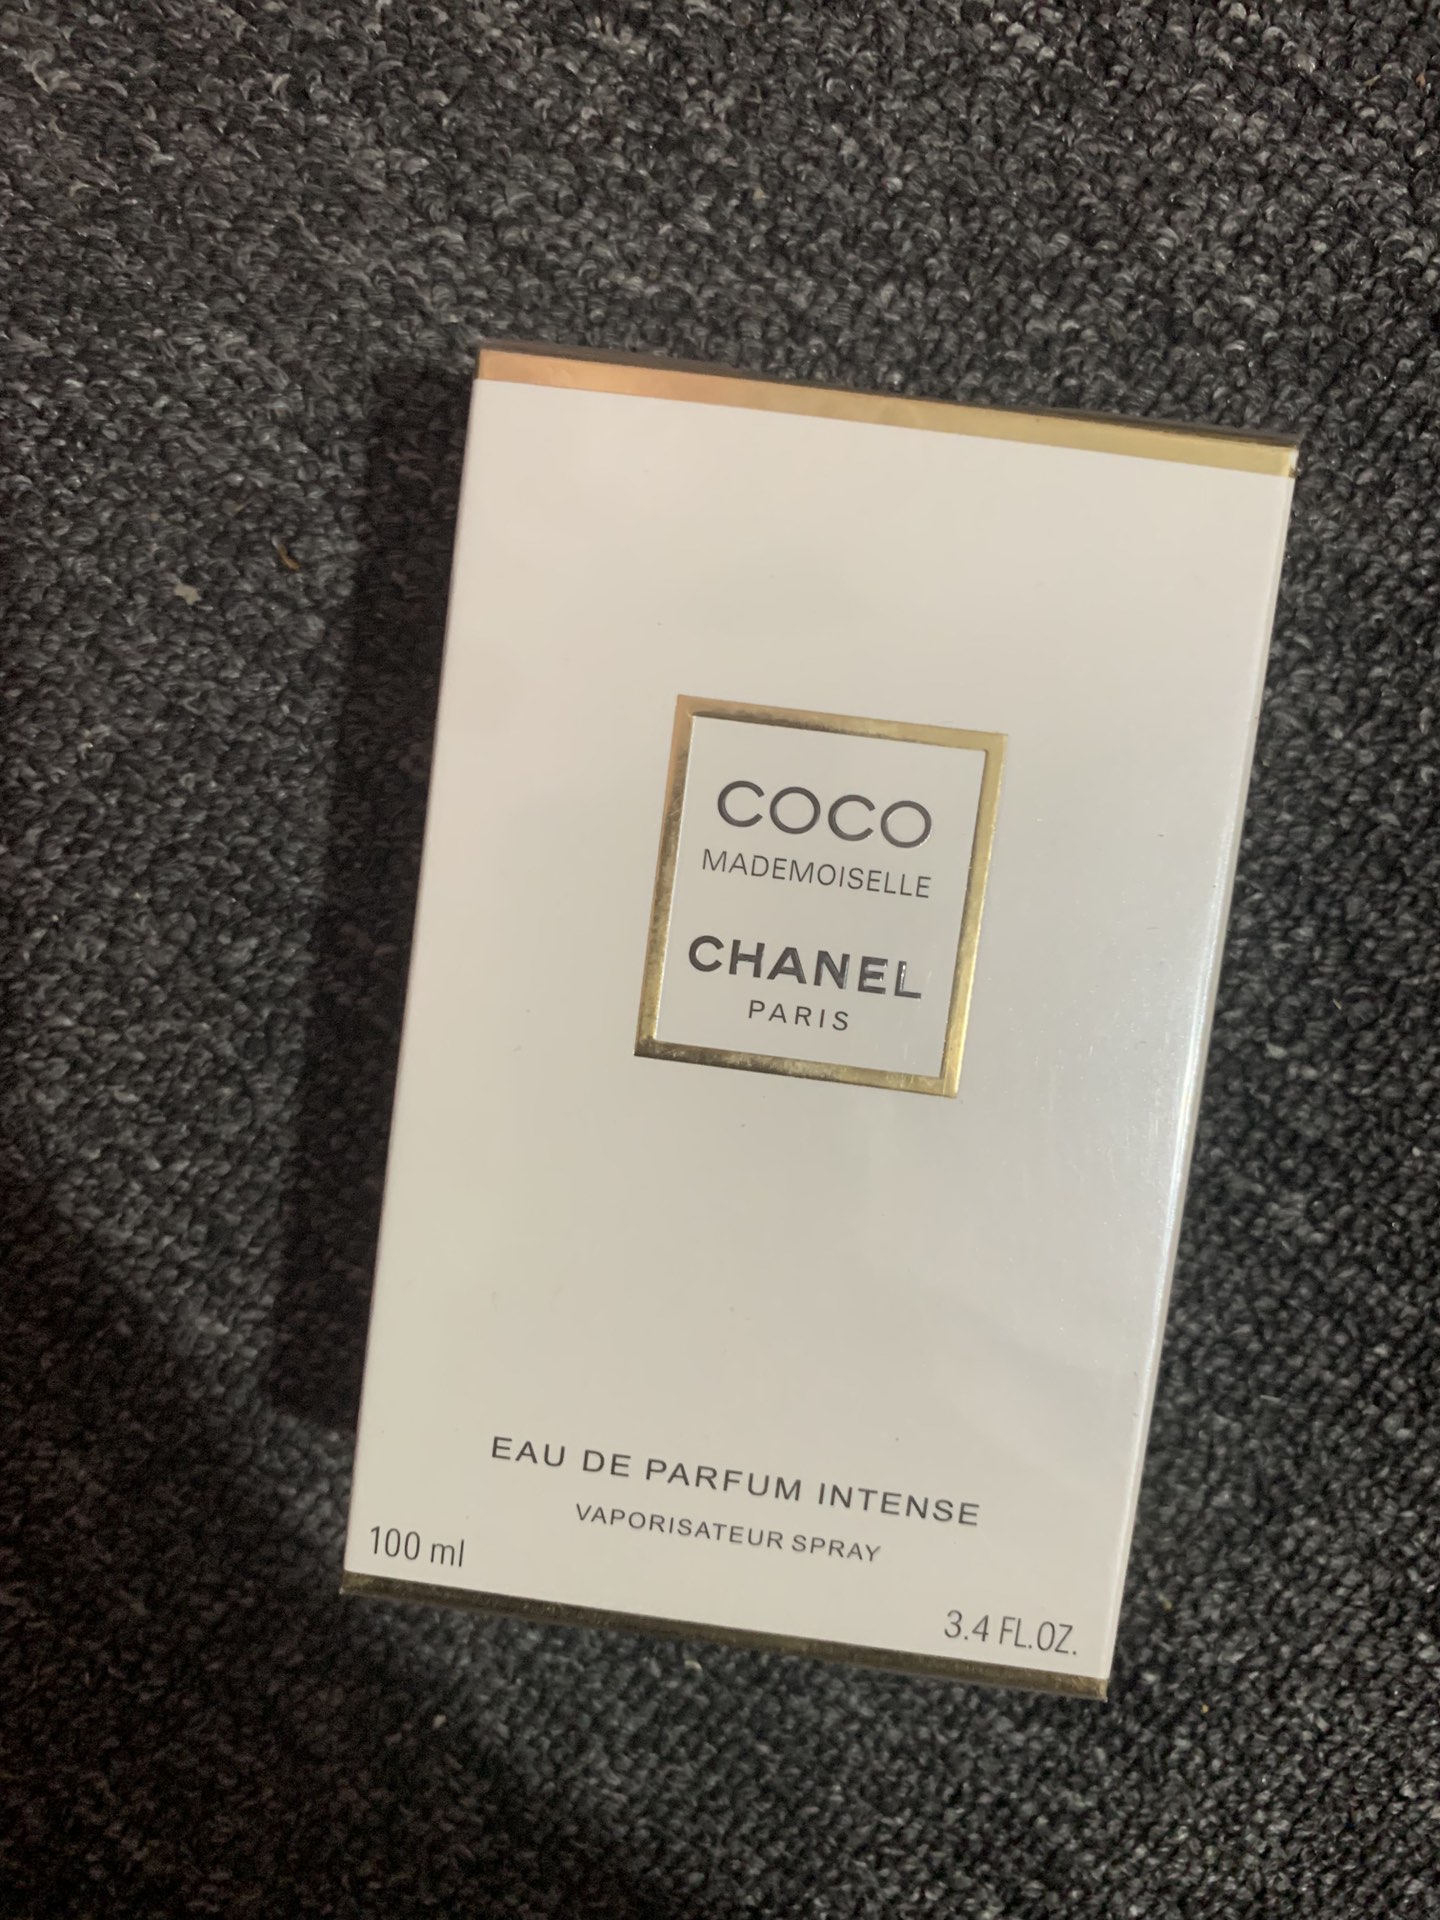 COCO
MADEMOISELLE
CHANEL
PARIS
EAU DE PARFUM INTENSE
VAPORISATEUR SPRAY
100 ml
3.4 FL.OZ.